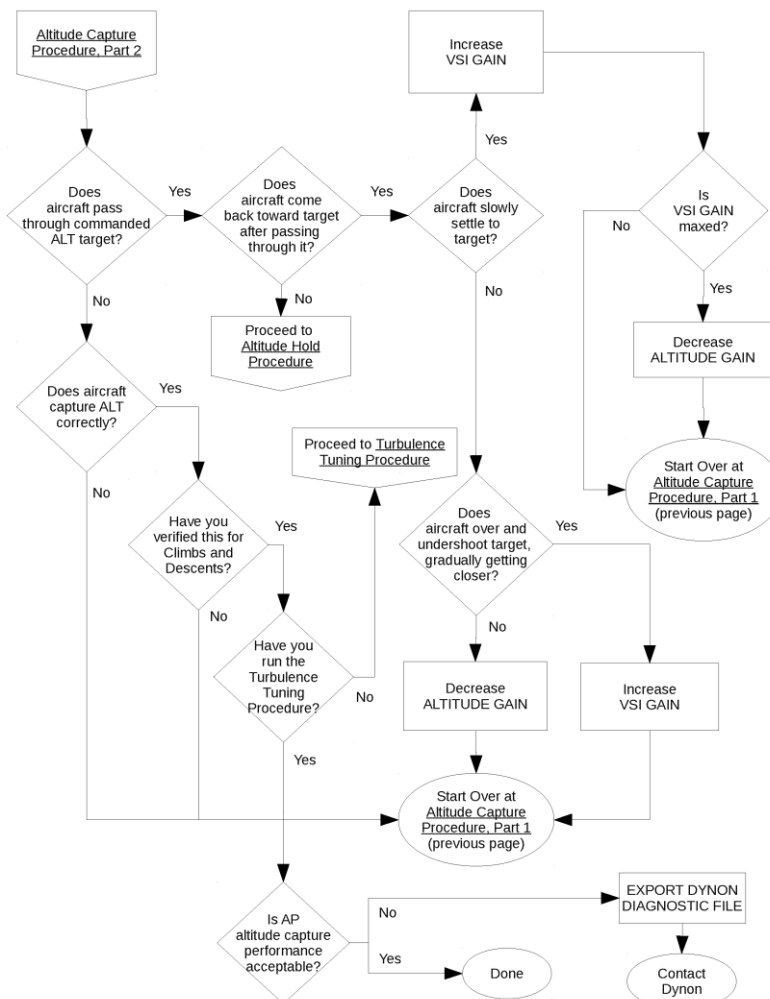 Altitude Capture
Procedure, Part 2
Increase
VSI GAIN
Yes
Does
aircraft pass
through commanded
ALT target?
Yes
Does
aircraft come
back toward target
after passing
through it?
Yes
Does
aircraft slowly
settle to
target?
Is
VSI GAIN
maxed?
No
Yes
No
No
No
Proceed to
Altitude Hold
Procedure
Decrease
ALTITUDE GAIN
Does aircraft
capture ALT
correctly?
Yes
No
Proceed to Turbulence
Tuning Procedure
Start Over at
Altitude Capture
Procedure, Part 1
(previous page)
Have you
verified this for
Climbs and
Descents?
Yes
No
Does
aircraft over and
undershoot target,
gradually getting
closer?
Yes
No
Have you
run the
Turbulence
Tuning
Procedure?
No
Yes
Decrease
ALTITUDE GAIN
Increase
VSI GAIN
Start Over at
Altitude Capture
Procedure, Part 1
(previous page)
Is AP
altitude capture
performance
acceptable?
No
Yes
EXPORT DYNON
DIAGNOSTIC FILE
Done
Contact
Dynon